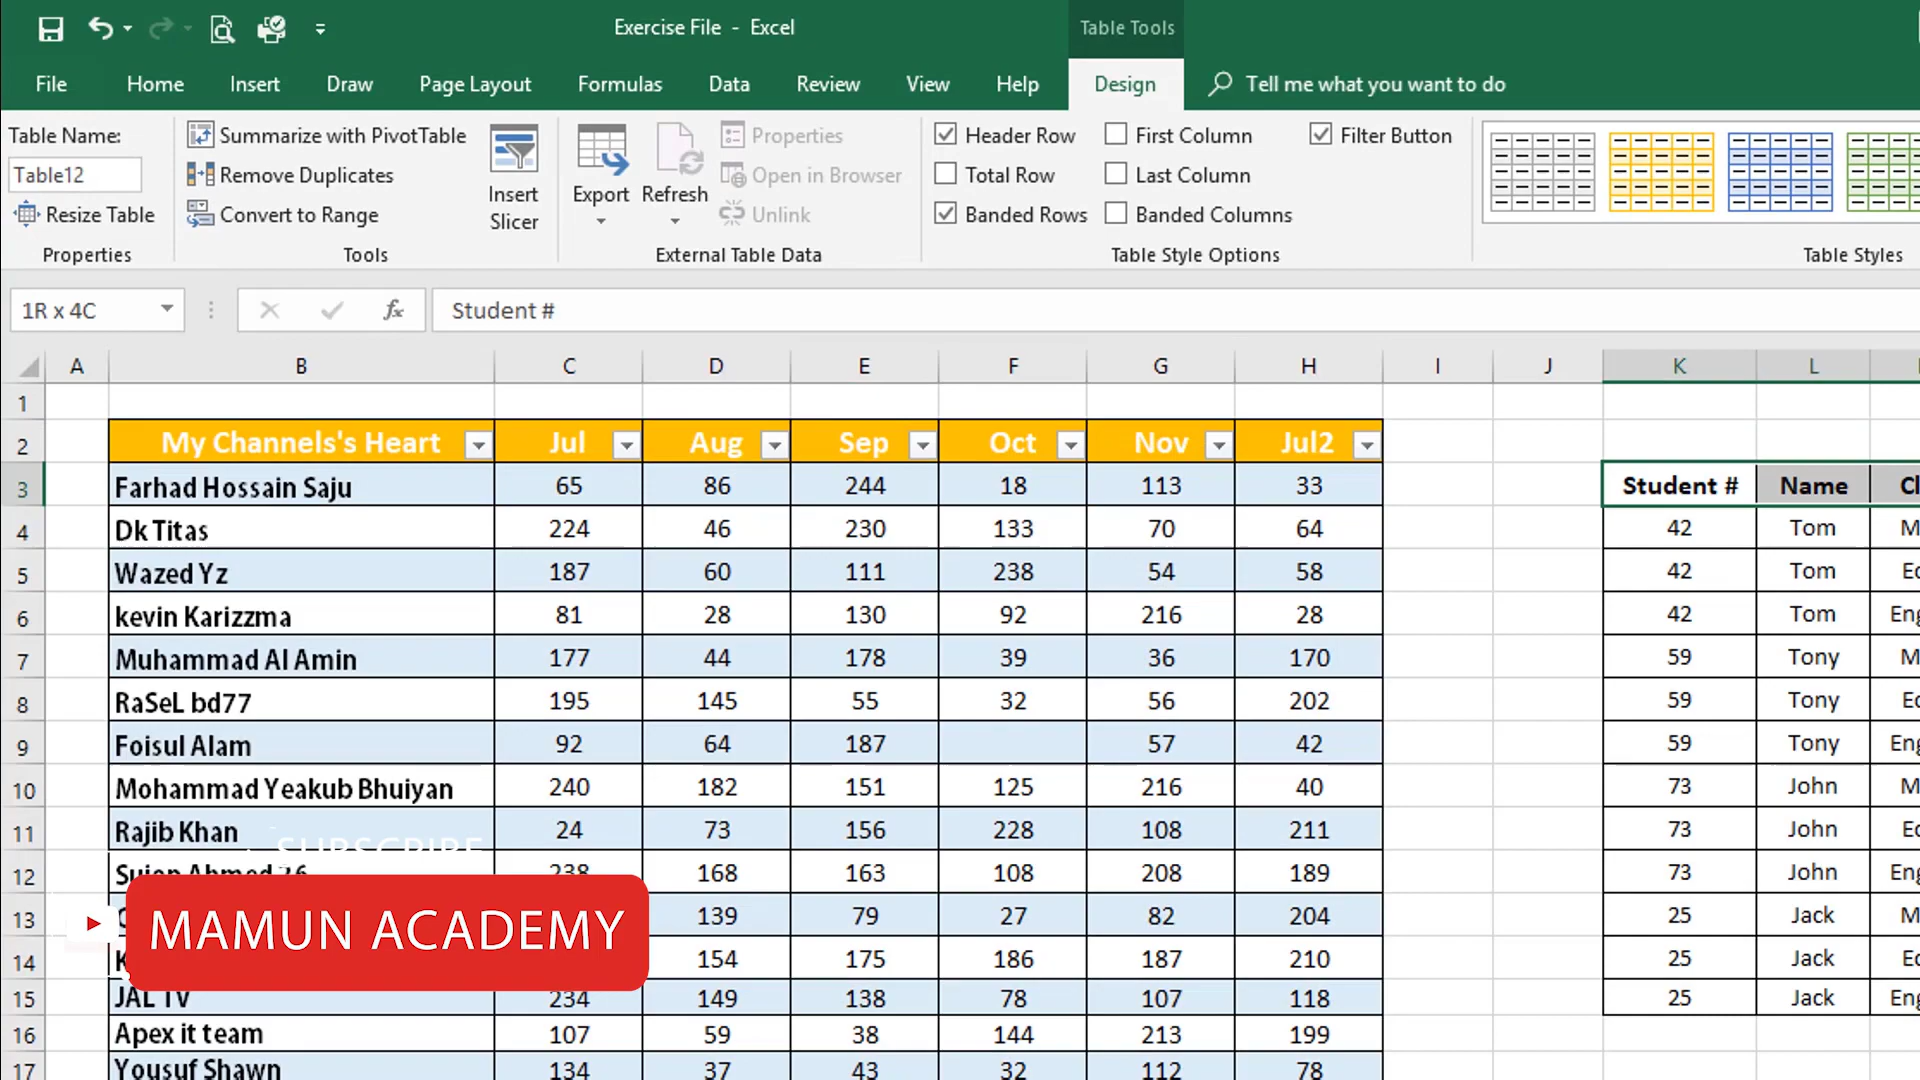 Exercise File - Excel
Table Tools
File Home Insert Draw Page Layout Formulas Data Review View Help Design Tell me what you want to do
Table Name:
Table12
Resize Table
Properties
Summarize with PivotTable
Remove Duplicates
Convert to Range
Tools
Insert
Slicer
Export
Refresh
Properties
Open in Browser
Unlink
External Table Data
Header Row
Total Row
Banded Rows
First Column
Last Column
Banded Columns
Filter Button
Table Style Options
Table Styles
1R x 4C
fx
Student #
A B C D E F G H I J K L
1
2 My Channels's Heart Jul Aug Sep Oct Nov Jul2
3 Farhad Hossain Saju 65 86 244 18 113 33 Student # Name
4 Dk Titas 224 46 230 133 70 64 42 Tom
5 Wazed Yz 187 60 111 238 54 58 42 Tom
6 kevin Karizzma 81 28 130 92 216 28 42 Tom
7 Muhammad Al Amin 177 44 178 39 36 170 59 Tony
8 RaSeL bd77 195 145 55 32 56 202 59 Tony
9 Foisul Alam 92 64 187 57 42 59 Tony
10 Mohammad Yeakub Bhuiyan 240 182 151 125 216 40 73 John
11 Rajib Khan 24 73 156 228 108 211 73 John
SUBSCRIBE
12 238 168 163 108 208 189 73 John
13 139 79 27 82 204 25 Jack
MAMUN ACADEMY
14 154 175 186 187 210 25 Jack
15 JAL TV 234 149 138 78 107 118 25 Jack
16 Apex it team 107 59 38 144 213 199
17 Yousuf Shawn 134 37 43 32 112 78